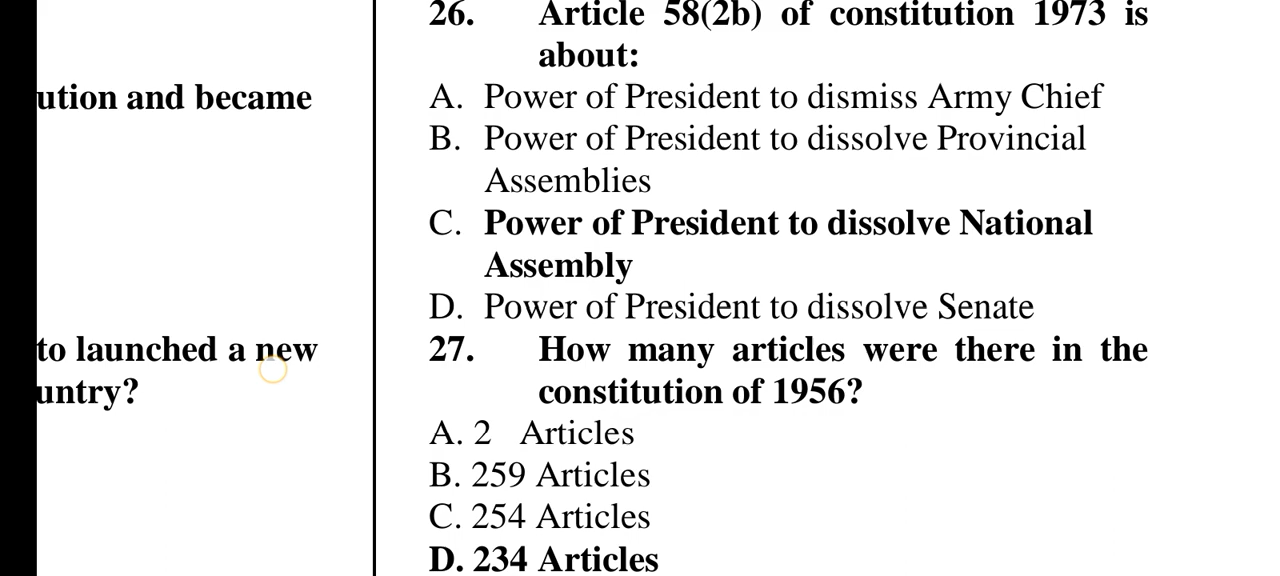 ution and became
to launched a new
untry?
26. Article 58(2b) of constitution 1973 is
about:
A. Power of President to dismiss Army Chief
B. Power of President to dissolve Provincial
Assemblies
C. Power of President to dissolve National
Assembly
D. Power of President to dissolve Senate
27. How many articles were there in the
constitution of 1956?
A. 2 Articles
B. 259 Articles
C. 254 Articles
D. 234 Articles